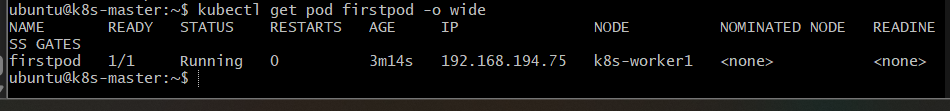 ubuntu@k8s-master:~$ kubectl get pod firstpod -o wide
NAME READY STATUS RESTARTS AGE IP NODE NOMINATED NODE READINE
SS GATES
firstpod 1/1 Running 0 3m14s 192.168.194.75 k8s-worker1 <none> <none>
ubuntu@k8s-master:~$